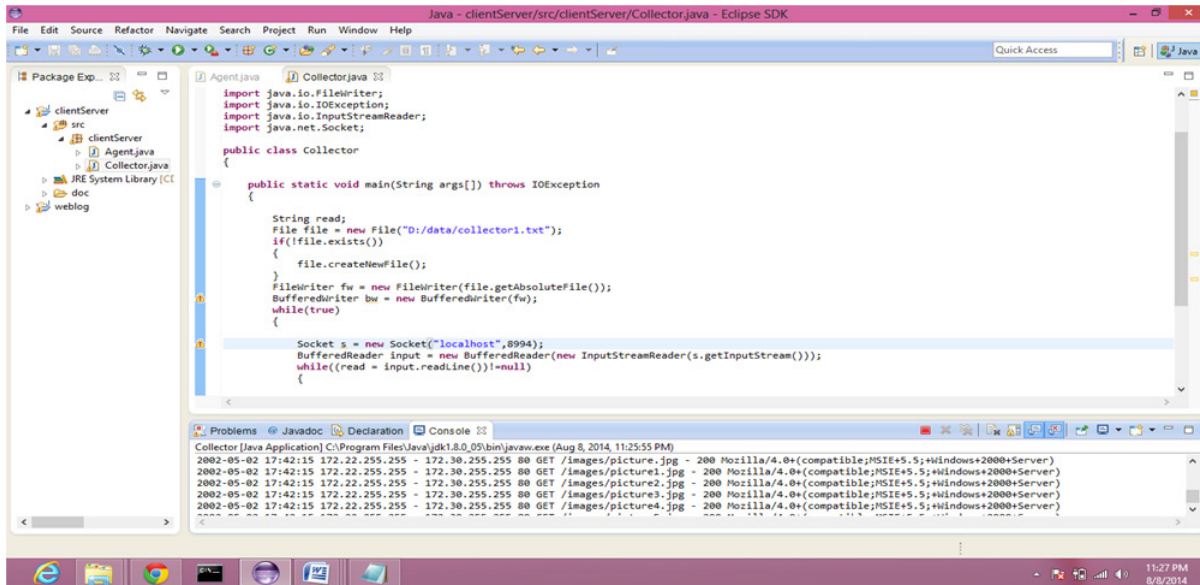 Java - clientServer/src/clientServer/Collector.java - Eclipse SDK
File Edit Source Refactor Navigate Search Project Run Window Help
Quick Access
Java
Package Exp...
clientServer
src
clientServer
Agent.java
Collector.java
JRE System Library
doc
weblog
Agent.java
Collector.java
import java.io.FileWriter;
import java.io.IOException;
import java.io.InputStreamReader;
import java.net.Socket;
public class Collector
{
public static void main(String args[]) throws IOException
{
String read;
File file = new File("D:/data/collector1.txt");
if(!file.exists())
{
file.createNewFile();
}
FileWriter fw = new FileWriter(file.getAbsoluteFile());
BufferedWriter bw = new BufferedWriter(fw);
while(true)
{
Socket s = new Socket("localhost",8994);
BufferedReader input = new BufferedReader(new InputStreamReader(s.getInputStream()));
while((read = input.readLine())!=null)
{
Problems @ Javadoc Declaration Console
Collector [Java Application] C:\Program Files\Java\jdk1.8.0_05\bin\javaw.exe (Aug 8, 2014, 11:25:55 PM)
2002-05-02 17:42:15 172.22.255.255 - 172.30.255.255 80 GET /images/picture.jpg - 200 Mozilla/4.0+(compatible;MSIE+5.5;+Windows+2000+Server)
2002-05-02 17:42:15 172.22.255.255 - 172.30.255.255 80 GET /images/picture1.jpg - 200 Mozilla/4.0+(compatible;MSIE+5.5;+Windows+2000+Server)
2002-05-02 17:42:15 172.22.255.255 - 172.30.255.255 80 GET /images/picture2.jpg - 200 Mozilla/4.0+(compatible;MSIE+5.5;+Windows+2000+Server)
2002-05-02 17:42:15 172.22.255.255 - 172.30.255.255 80 GET /images/picture3.jpg - 200 Mozilla/4.0+(compatible;MSIE+5.5;+Windows+2000+Server)
2002-05-02 17:42:15 172.22.255.255 - 172.30.255.255 80 GET /images/picture4.jpg - 200 Mozilla/4.0+(compatible;MSIE+5.5;+Windows+2000+Server)
11:27 PM
8/8/2014